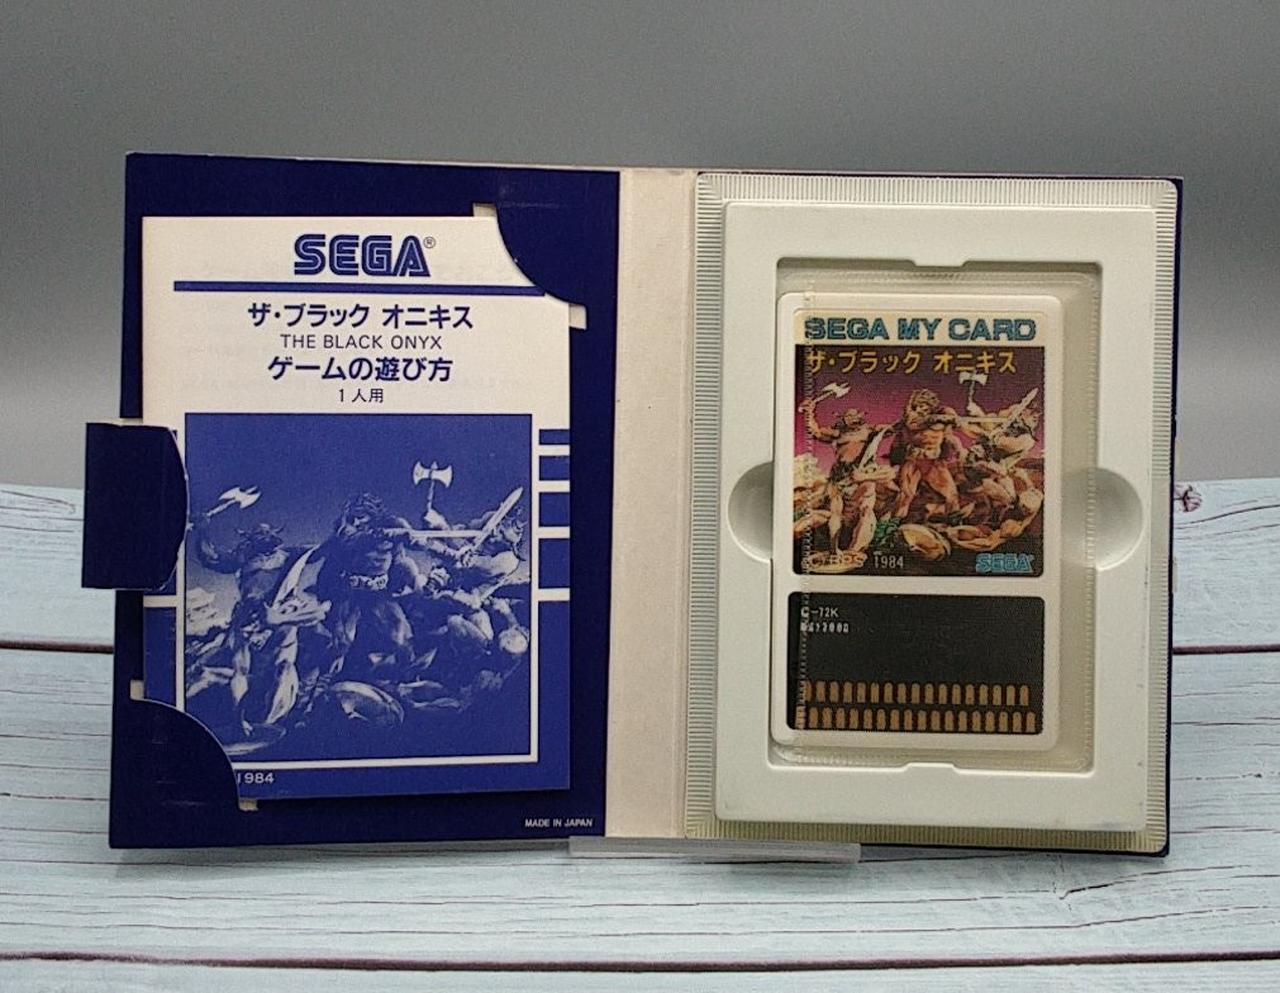 SEGA®
ザ・ブラック オニキス
THE BLACK ONYX
ゲームの遊び方
1人用
1984
MADE IN JAPAN
SEGA MY CARD
ザ・ブラック オニキス
BPS 1984
SEGA
C-72K